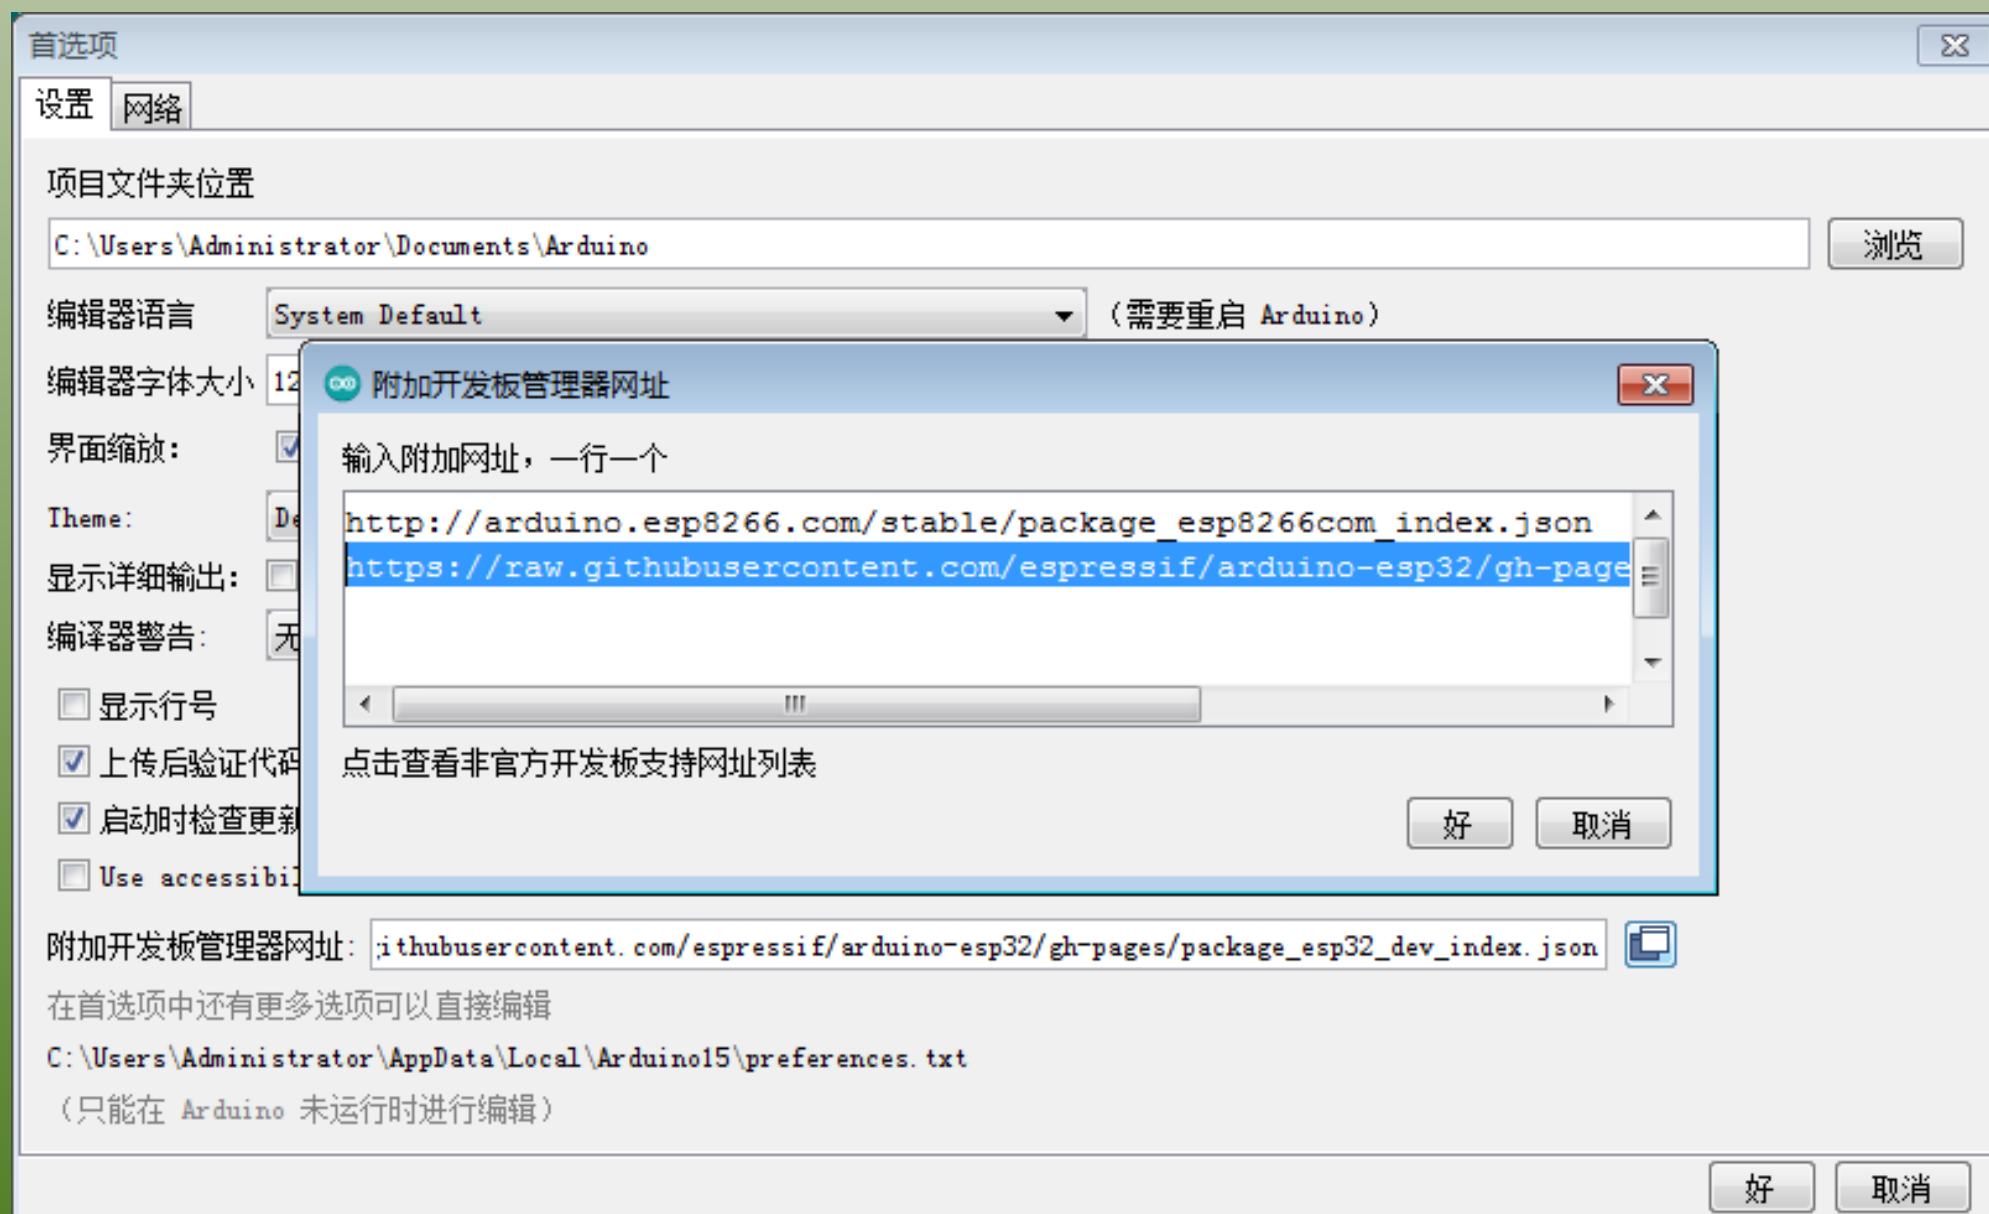 首选项
设置 网络
项目文件夹位置
C:\Users\Administrator\Documents\Arduino 浏览
编辑器语言 System Default （需要重启 Arduino）
编辑器字体大小 12
附加开发板管理器网址
界面缩放：
输入附加网址，一行一个
Theme:
http://arduino.esp8266.com/stable/package_esp8266com_index.json
显示详细输出：
https://raw.githubusercontent.com/espressif/arduino-esp32/gh-page
编译器警告: 无
显示行号
上传后验证代码
点击查看非官方开发板支持网址列表
启动时检查更新
好 取消
Use accessibil
附加开发板管理器网址: ithubusercontent.com/espressif/arduino-esp32/gh-pages/package_esp32_dev_index.json
在首选项中还有更多选项可以直接编辑
C:\Users\Administrator\AppData\Local\Arduino15\preferences.txt
（只能在 Arduino 未运行时进行编辑）
好 取消